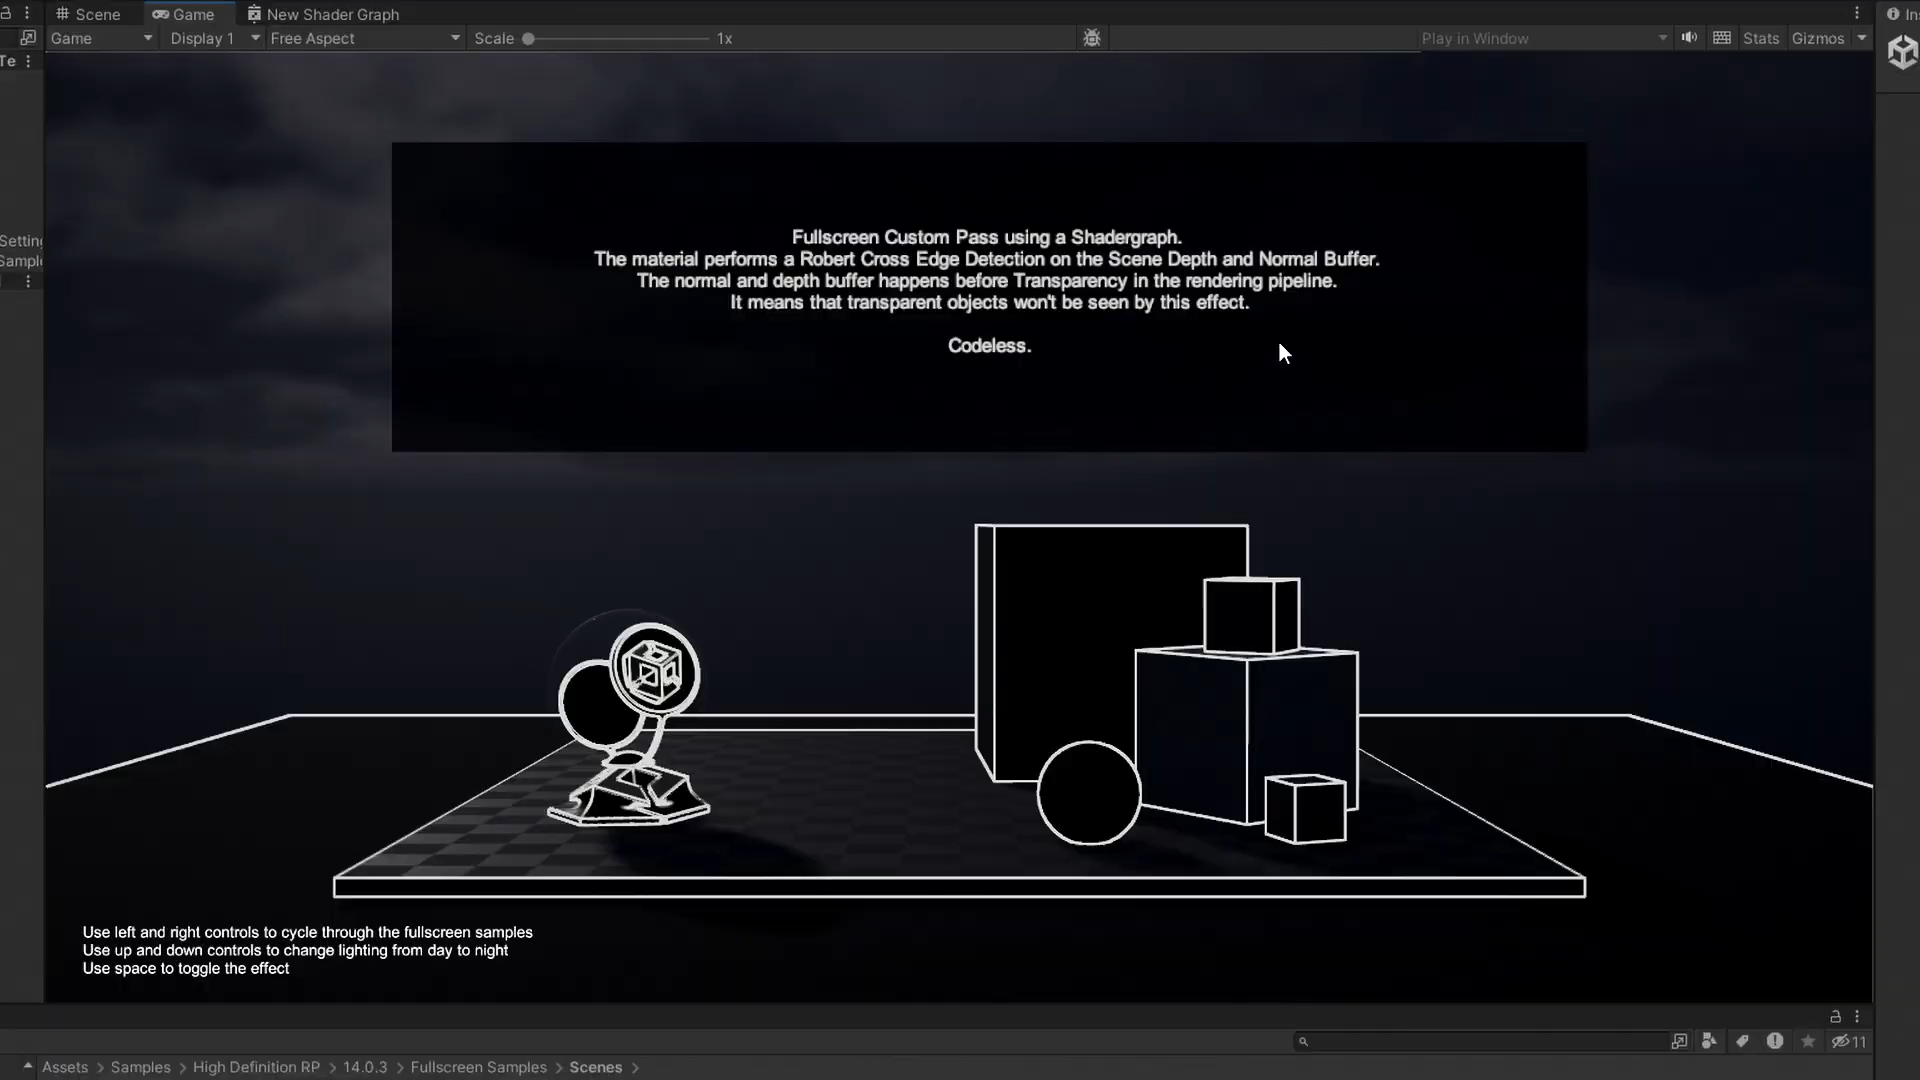 Scene
Game
New Shader Graph
Ins
Game
Display 1
Free Aspect
Scale
1x
Play in Window
Stats
Gizmos
Te
Fullscreen Custom Pass using a Shadergraph.
The material performs a Robert Cross Edge Detection on the Scene Depth and Normal Buffer.
The normal and depth buffer happens before Transparency in the rendering pipeline.
It means that transparent objects won't be seen by this effect.
Codeless.
Setting
Sample
Use left and right controls to cycle through the fullscreen samples
Use up and down controls to change lighting from day to night
Use space to toggle the effect
11
Assets > Samples > High Definition RP > 14.0.3 > Fullscreen Samples > Scenes >